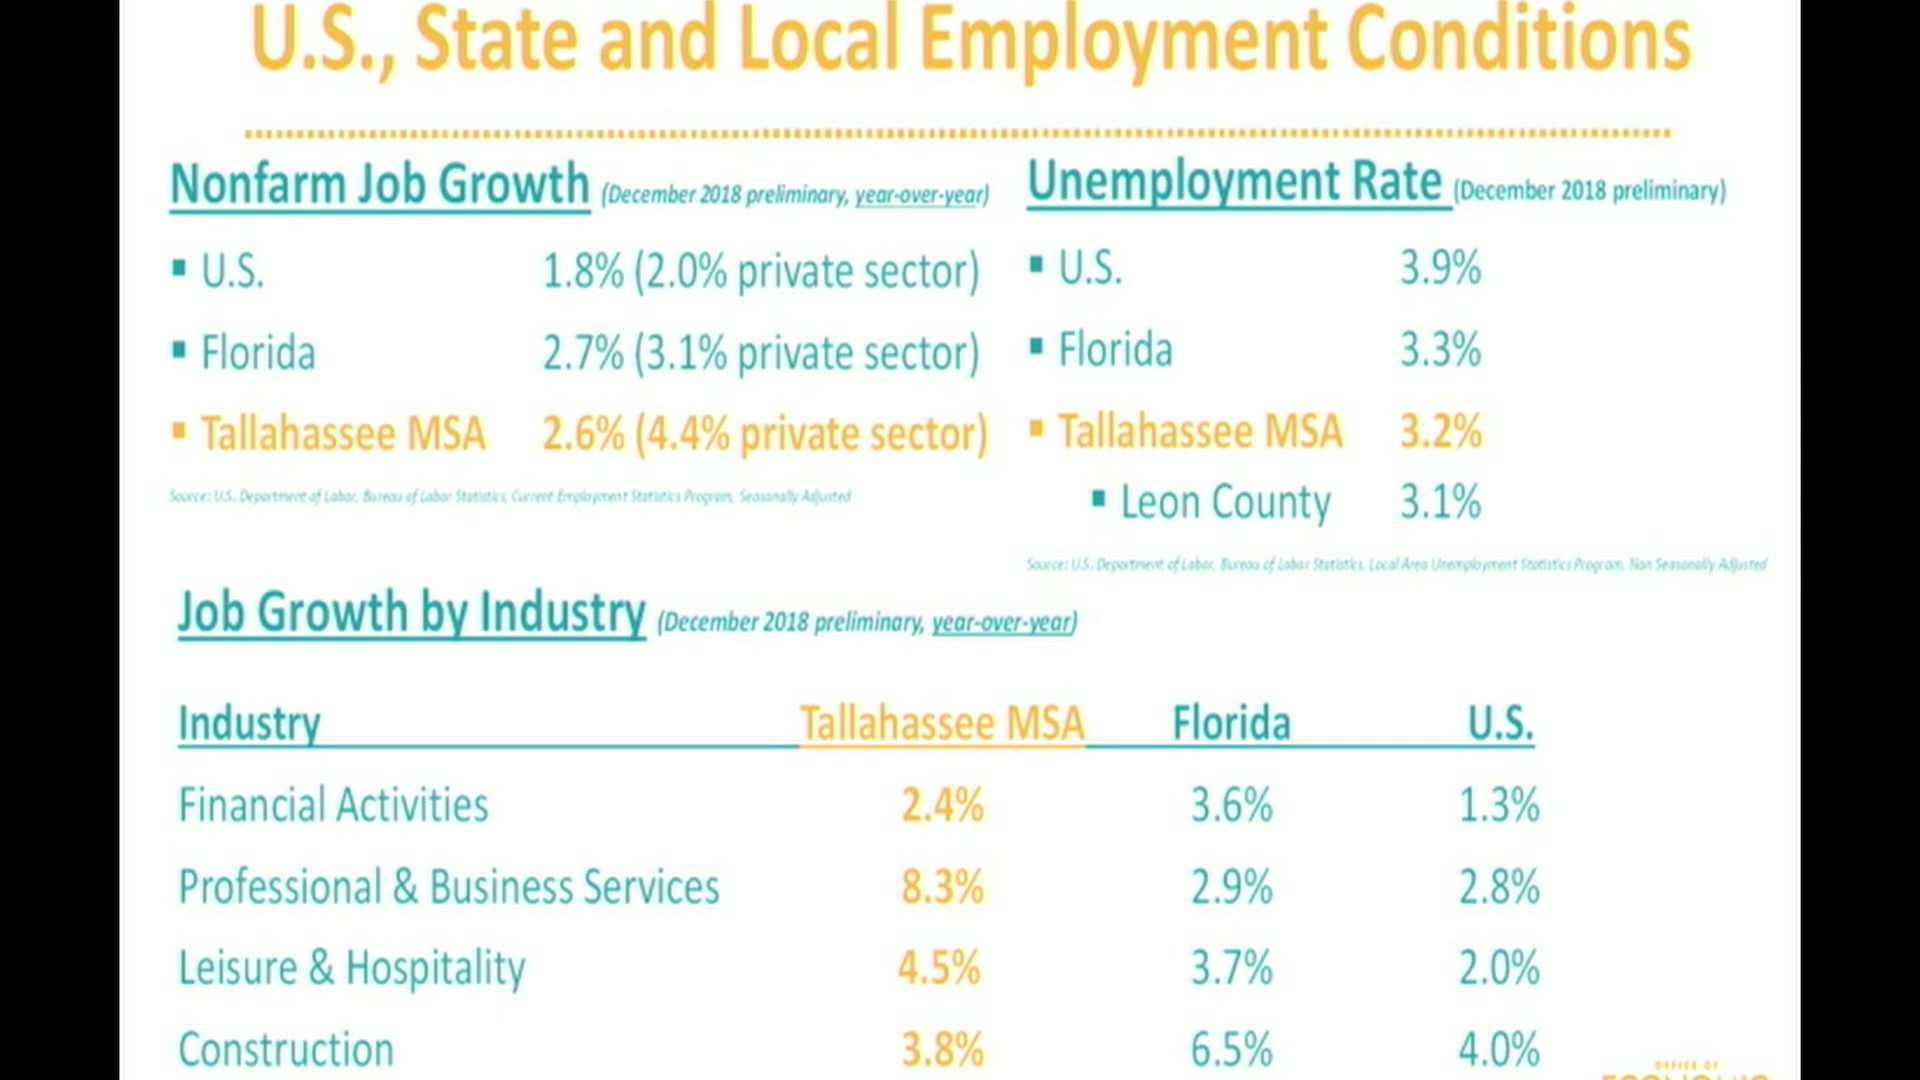 U.S., State and Local Employment Conditions
Nonfarm Job Growth (December 2018 preliminary, year-over-year)
▪ U.S. 1.8% (2.0% private sector)
▪ Florida 2.7% (3.1% private sector)
▪ Tallahassee MSA 2.6% (4.4% private sector)
Source: U.S. Department of Labor, Bureau of Labor Statistics, Current Employment Statistics Program, Seasonally Adjusted
Unemployment Rate (December 2018 preliminary)
▪ U.S. 3.9%
▪ Florida 3.3%
▪ Tallahassee MSA 3.2%
▪ Leon County 3.1%
Source: U.S. Department of Labor, Bureau of Labor Statistics, Local Area Unemployment Statistics Program, Non Seasonally Adjusted
Job Growth by Industry (December 2018 preliminary, year-over-year)
Industry Tallahassee MSA Florida U.S.
Financial Activities 2.4% 3.6% 1.3%
Professional & Business Services 8.3% 2.9% 2.8%
Leisure & Hospitality 4.5% 3.7% 2.0%
Construction 3.8% 6.5% 4.0%
OFFICE OF